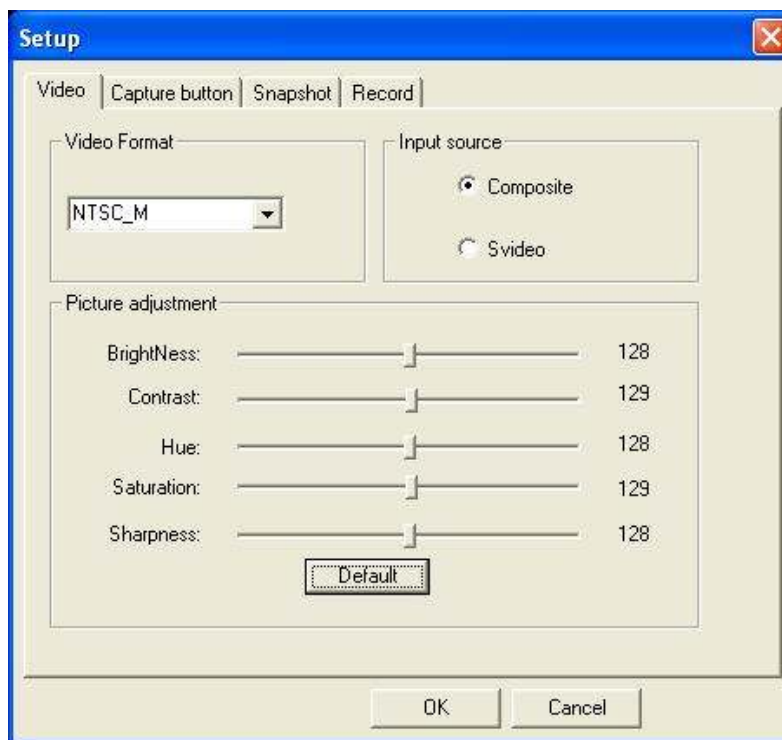 Setup
Video Capture button Snapshot Record
Video Format
NTSC_M
Input source
Composite
Svideo
Picture adjustment
BrightNess: 128
Contrast: 129
Hue: 128
Saturation: 129
Sharpness: 128
Default
OK Cancel